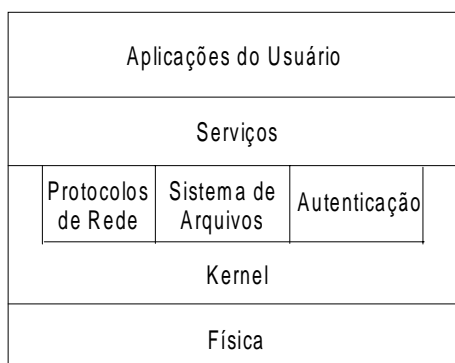 Aplicações do Usuário
Serviços
Protocolos
de Rede
Sistema de
Arquivos
Autenticação
Kernel
Física